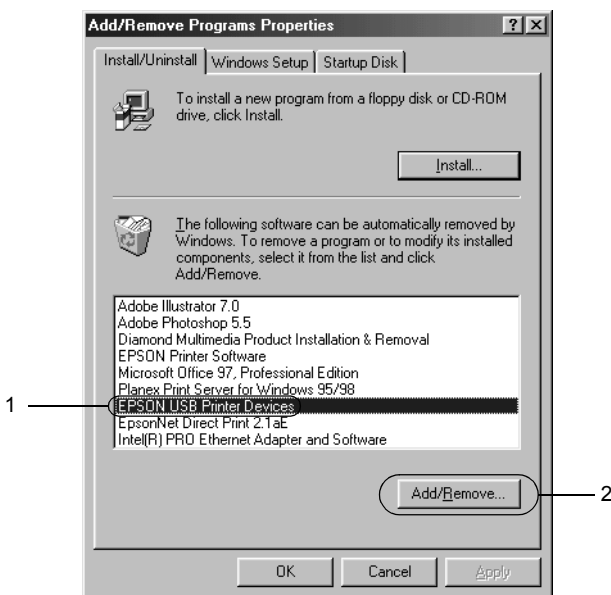 Add/Remove Programs Properties
Install/Uninstall Windows Setup Startup Disk
To install a new program from a floppy disk or CD-ROM
drive, click Install.
Install...
The following software can be automatically removed by
Windows. To remove a program or to modify its installed
components, select it from the list and click
Add/Remove.
Adobe Illustrator 7.0
Adobe Photoshop 5.5
Diamond Multimedia Product Installation & Removal
EPSON Printer Software
Microsoft Office 97, Professional Edition
Planex Print Server for Windows 95/98
1 EPSON USB Printer Devices
EpsonNet Direct Print 2.1aE
Intel(R) PRO Ethernet Adapter and Software
Add/Remove... 2
OK Cancel Apply